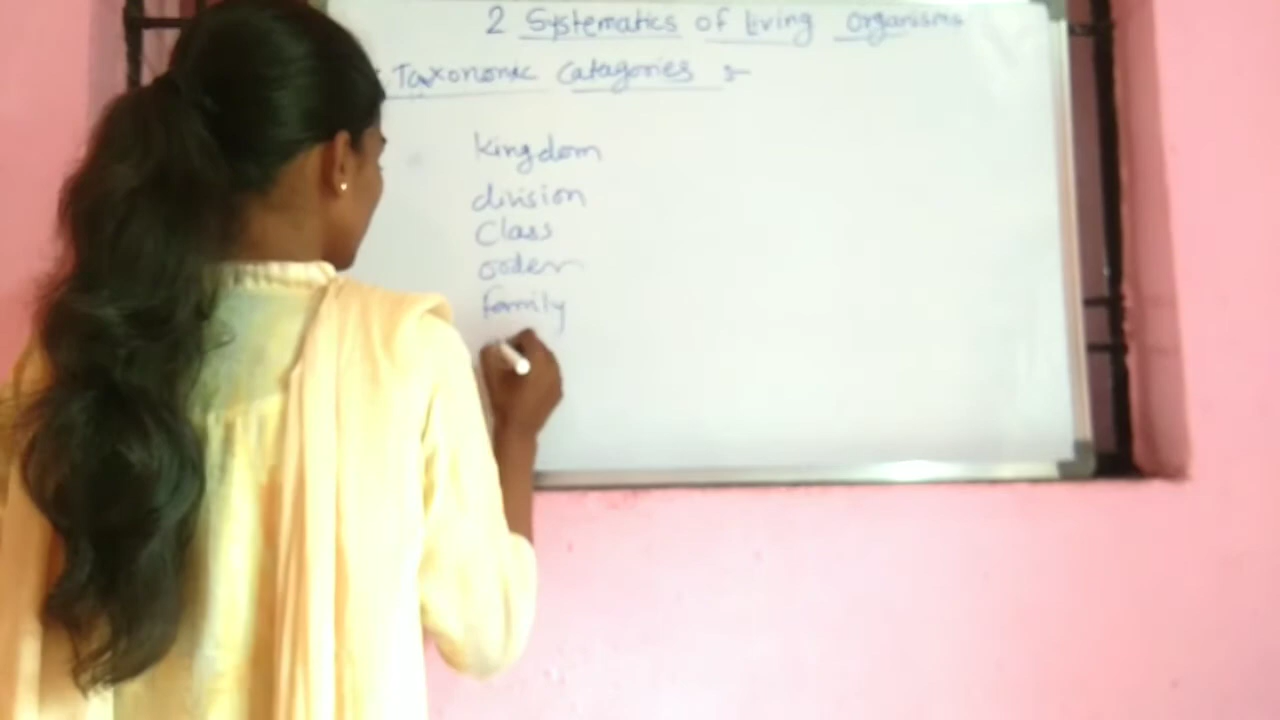 2 Systematics of living organisms
Taxonomic Catagories :-
kingdom
division
Class
order
family